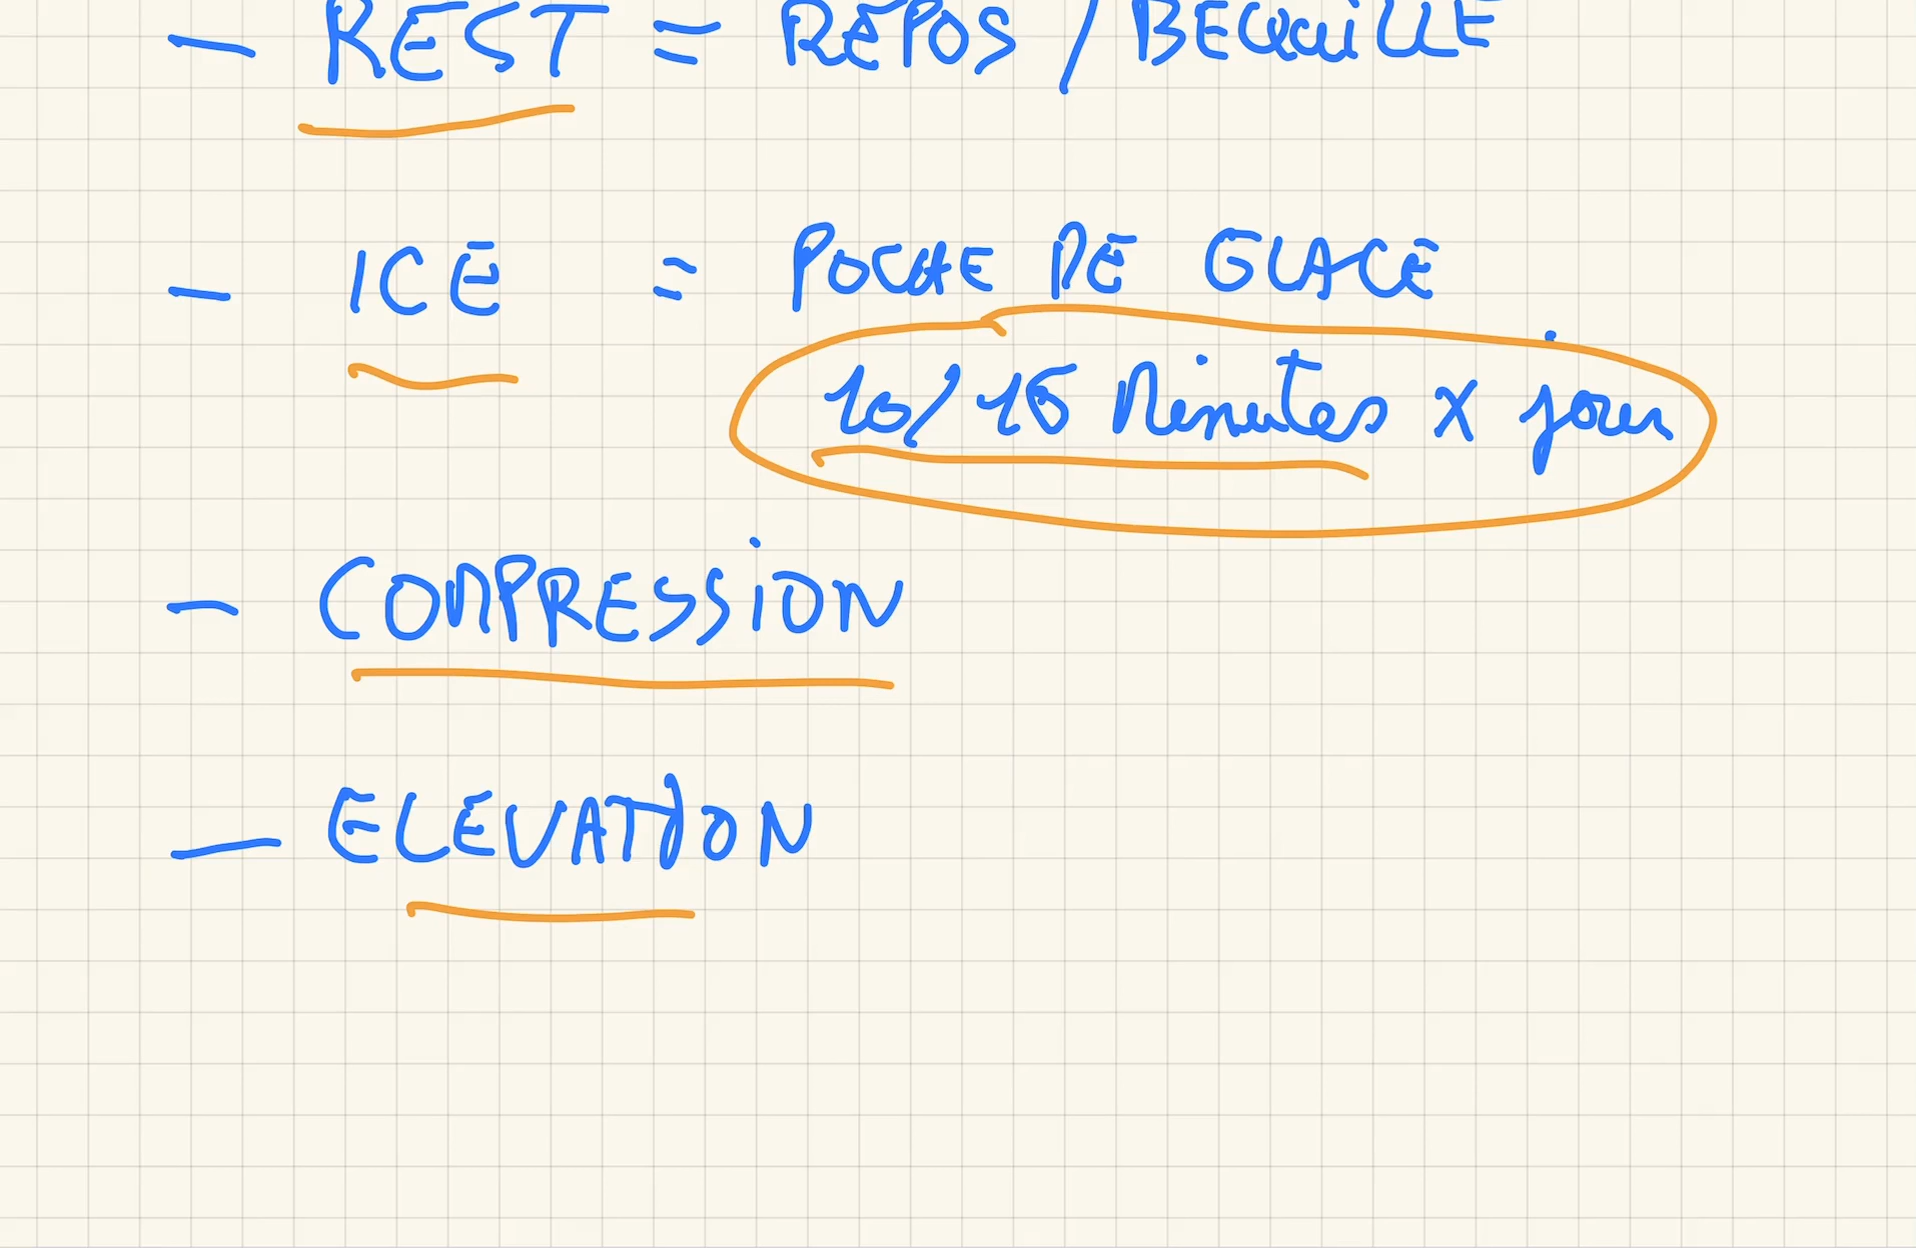 - REST = REPOS / BEQUILLE
- ICE = POCHE DE GLACE
10/15 Minutes x jour
- COMPRESSION
- ELEVATION